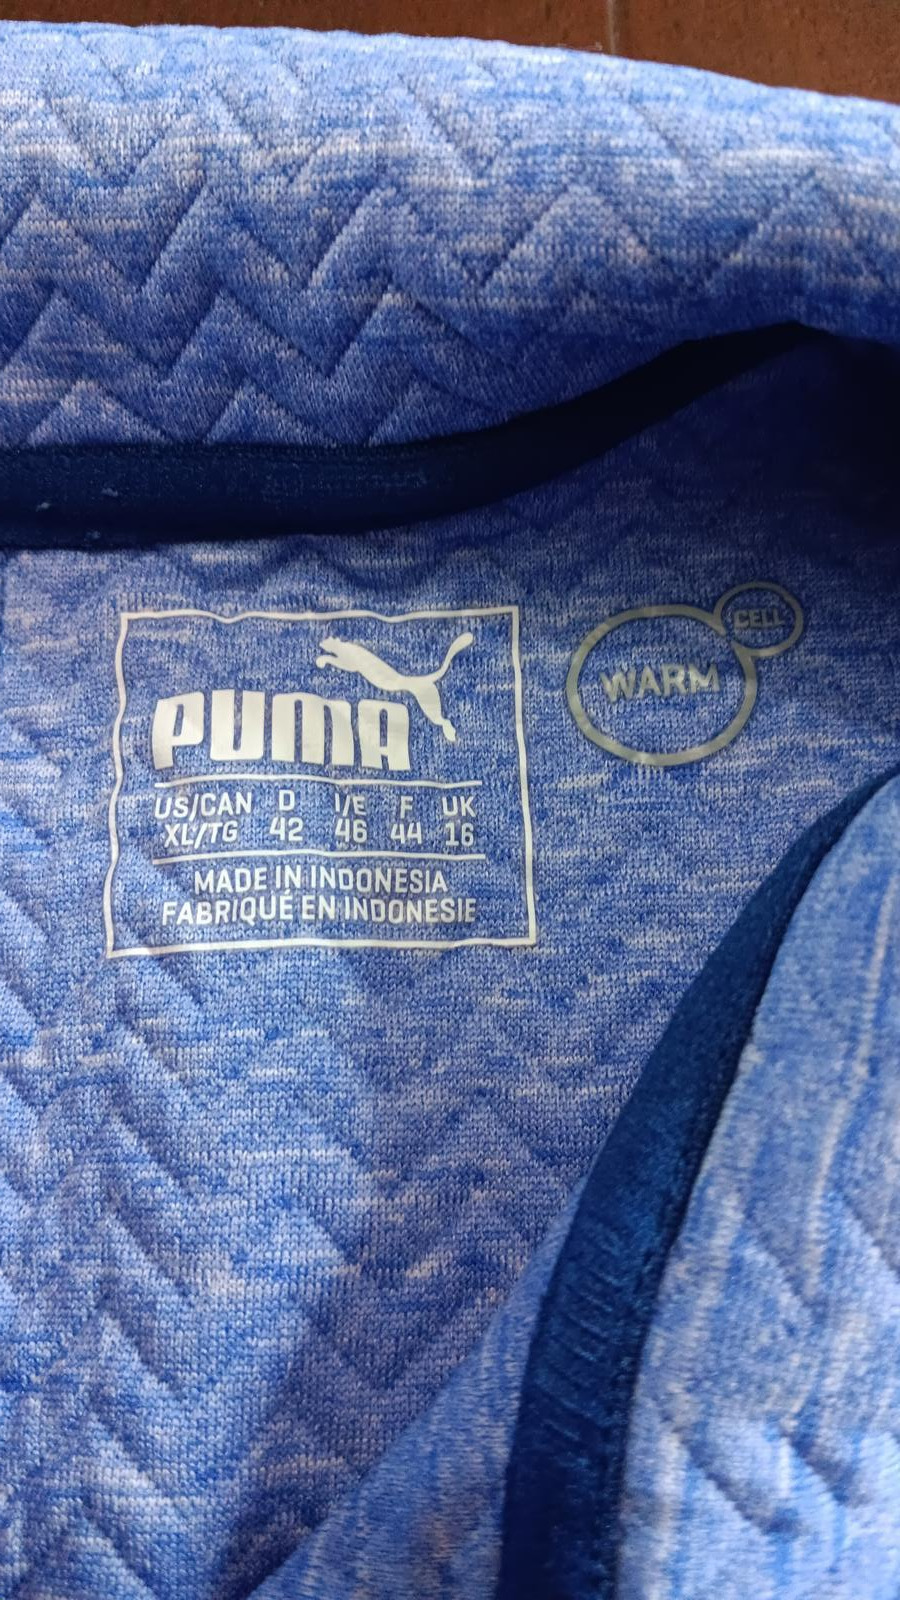 PUMA
US/CAN D I/E F UK
XL/TG 42 46 44 16
MADE IN INDONESIA
FABRIQUÉ EN INDONESIE
WARM
CELL